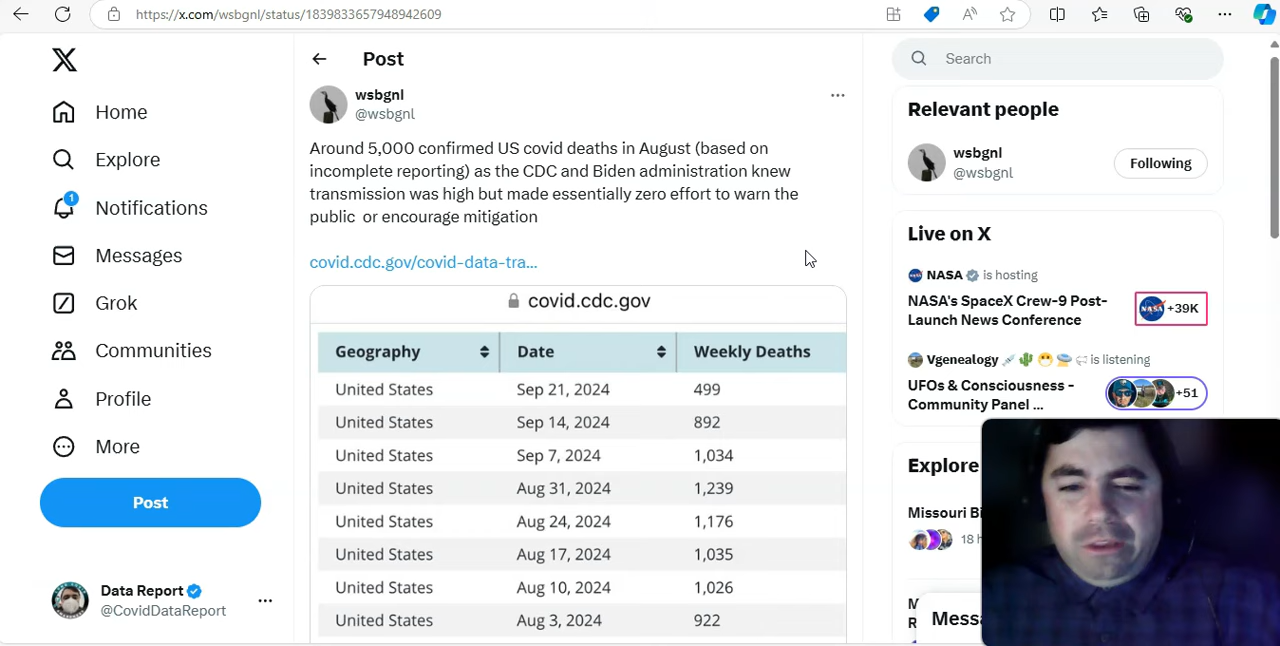 https://x.com/wsbgnl/status/1839833657948942609
Home
Explore
1
Notifications
Messages
Grok
Communities
Profile
More
Post
Data Report
@CovidDataReport
Post
wsbgnl
@wsbgnl
Around 5,000 confirmed US covid deaths in August (based on
incomplete reporting) as the CDC and Biden administration knew
transmission was high but made essentially zero effort to warn the
public or encourage mitigation
covid.cdc.gov/covid-data-tra...
covid.cdc.gov
Geography Date Weekly Deaths
United States Sep 21, 2024 499
United States Sep 14, 2024 892
United States Sep 7, 2024 1,034
United States Aug 31, 2024 1,239
United States Aug 24, 2024 1,176
United States Aug 17, 2024 1,035
United States Aug 10, 2024 1,026
United States Aug 3, 2024 922
Search
Relevant people
wsbgnl
@wsbgnl
Following
Live on X
NASA is hosting
NASA's SpaceX Crew-9 Post-
Launch News Conference
NASA +39K
Vgenealogy is listening
UFOs & Consciousness -
Community Panel ...
+51
Explore
Missouri Bi
18 h
M
R
Messa